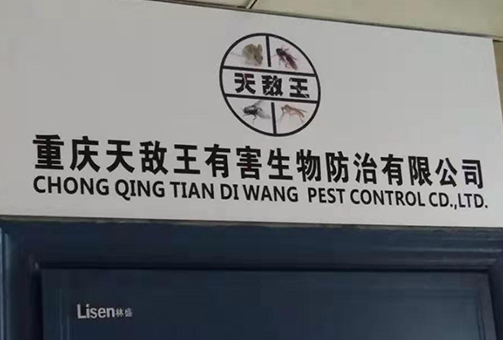 天敌王
重庆天敌王有害生物防治有限公司
CHONG QING TIAN DI WANG PEST CONTROL CD.,LTD.
Lisen林盛